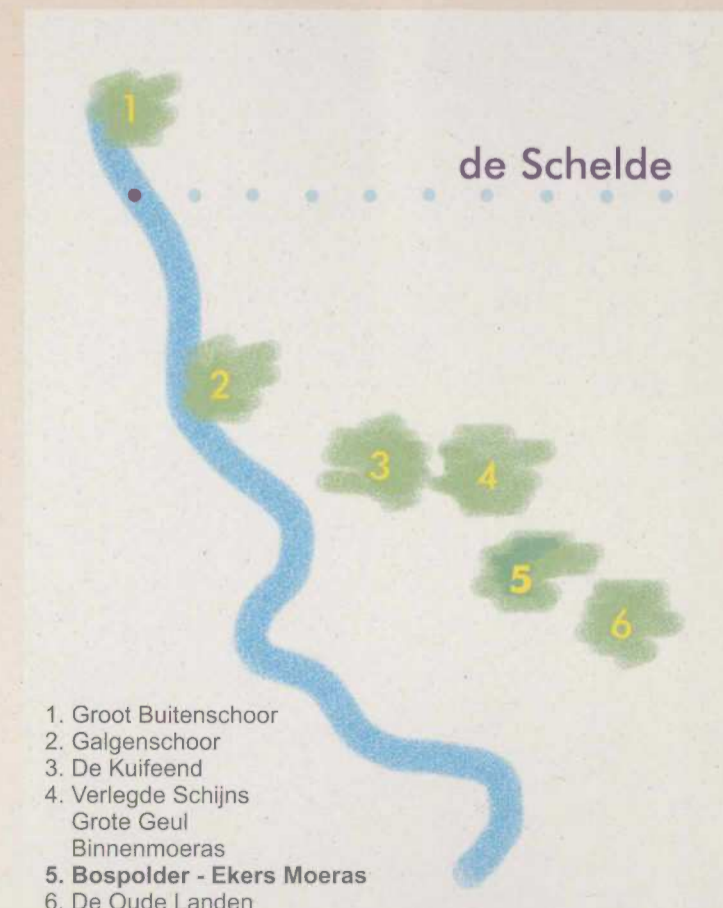 1
de Schelde
2
3
4
5
6
1. Groot Buitenschoor
2. Galgenschoor
3. De Kuifeend
4. Verlegde Schijns
Grote Geul
Binnenmoeras
5. Bospolder - Ekers Moeras
6. De Oude Landen